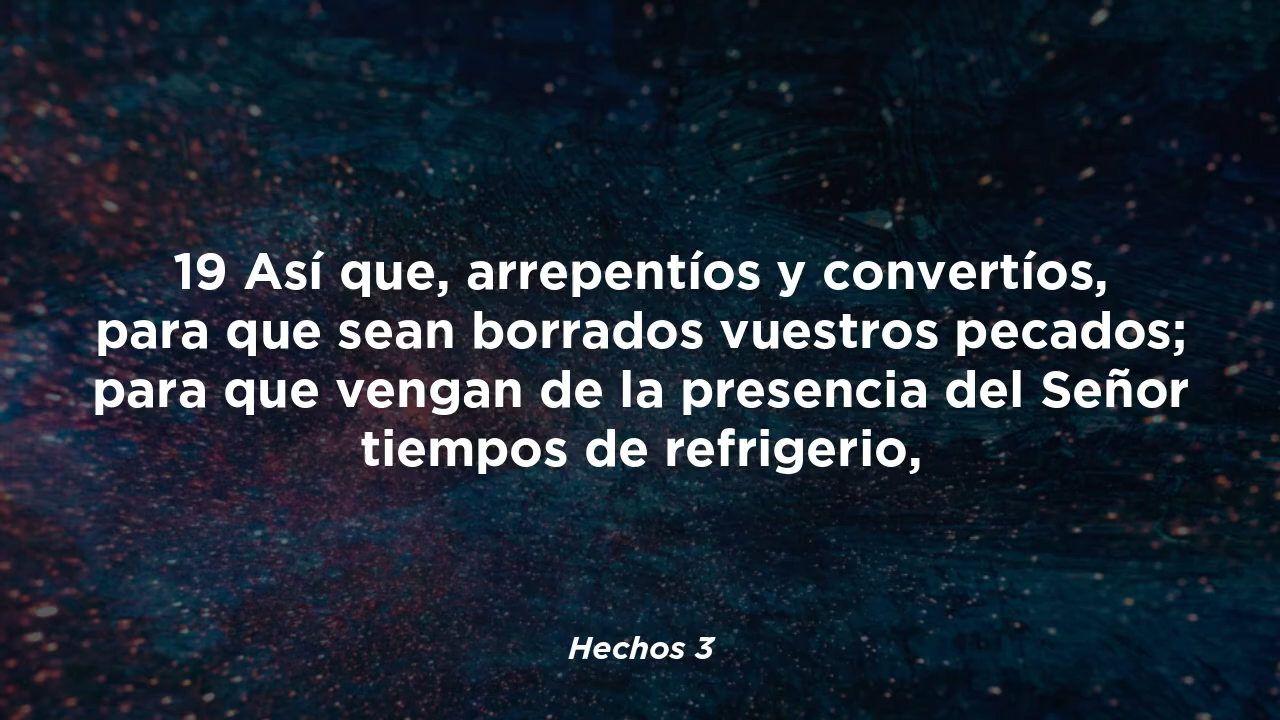 19 Así que, arrepentíos y convertíos,
para que sean borrados vuestros pecados;
para que vengan de la presencia del Señor
tiempos de refrigerio,
Hechos 3